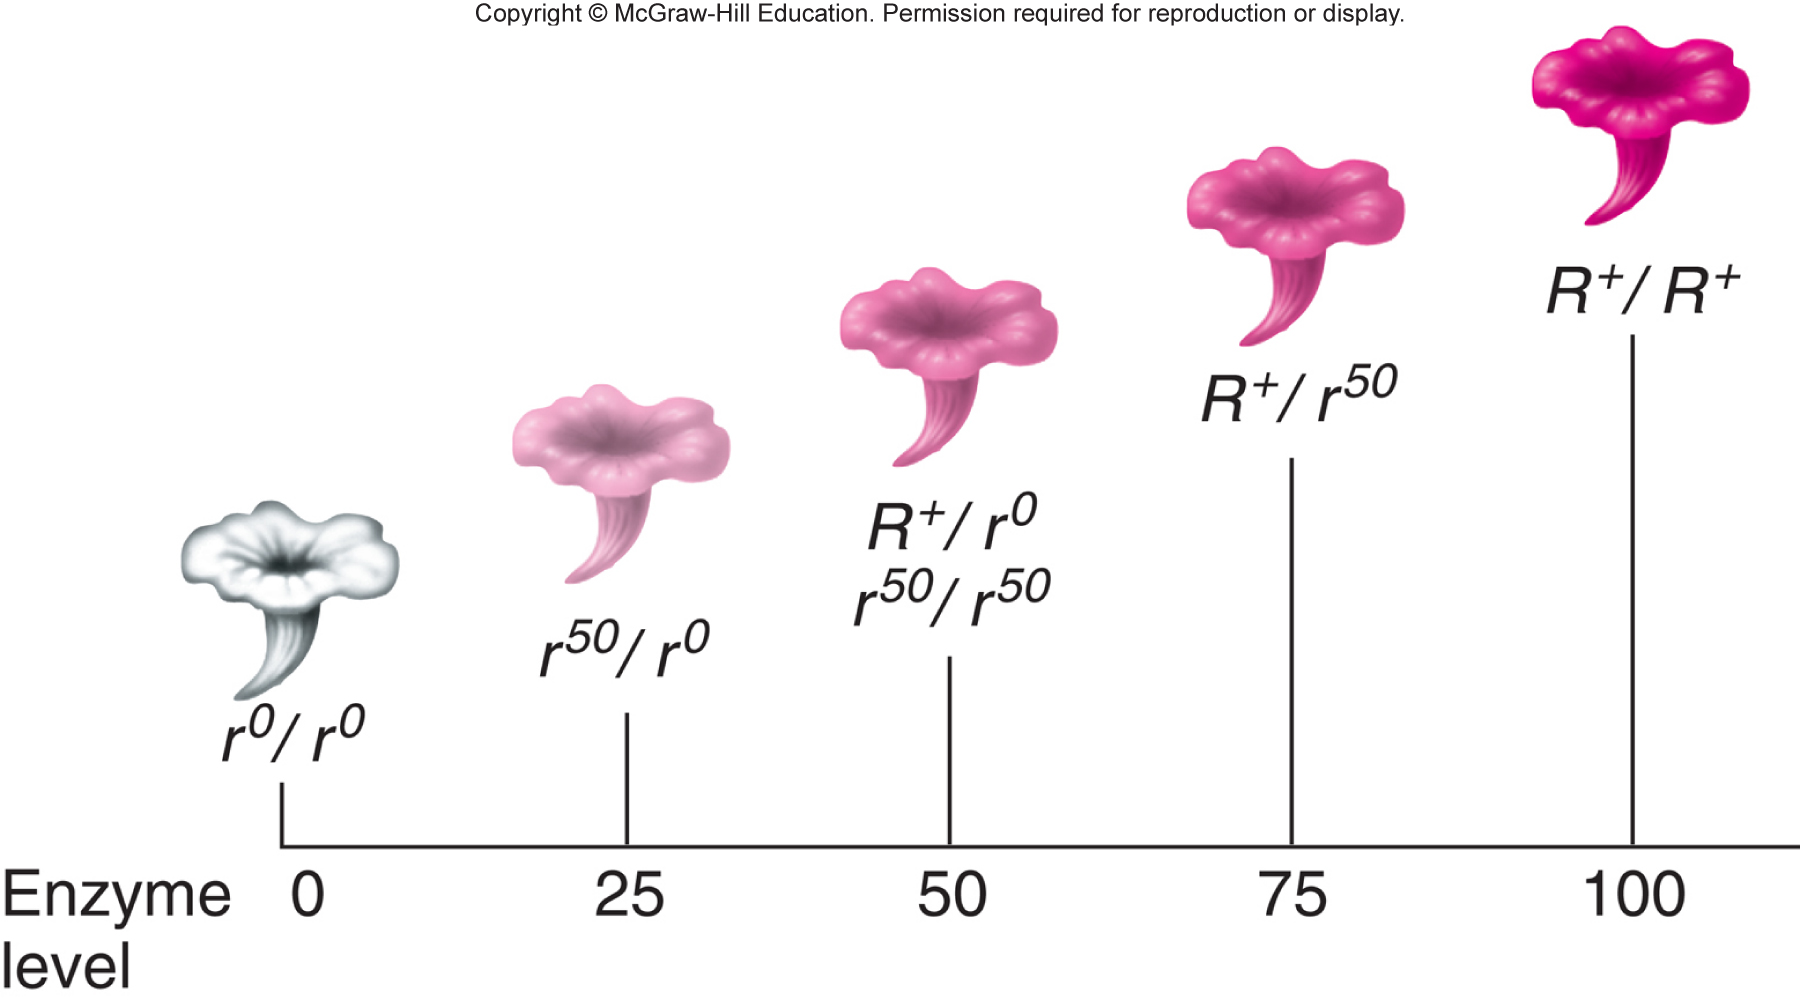 Copyright © McGraw-Hill Education. Permission required for reproduction or display.
R⁺/ R⁺
R⁺/ r⁵⁰
R⁺/ r⁰
r⁵⁰/ r⁵⁰
r⁵⁰/ r⁰
r⁰/ r⁰
Enzyme level 0 25 50 75 100